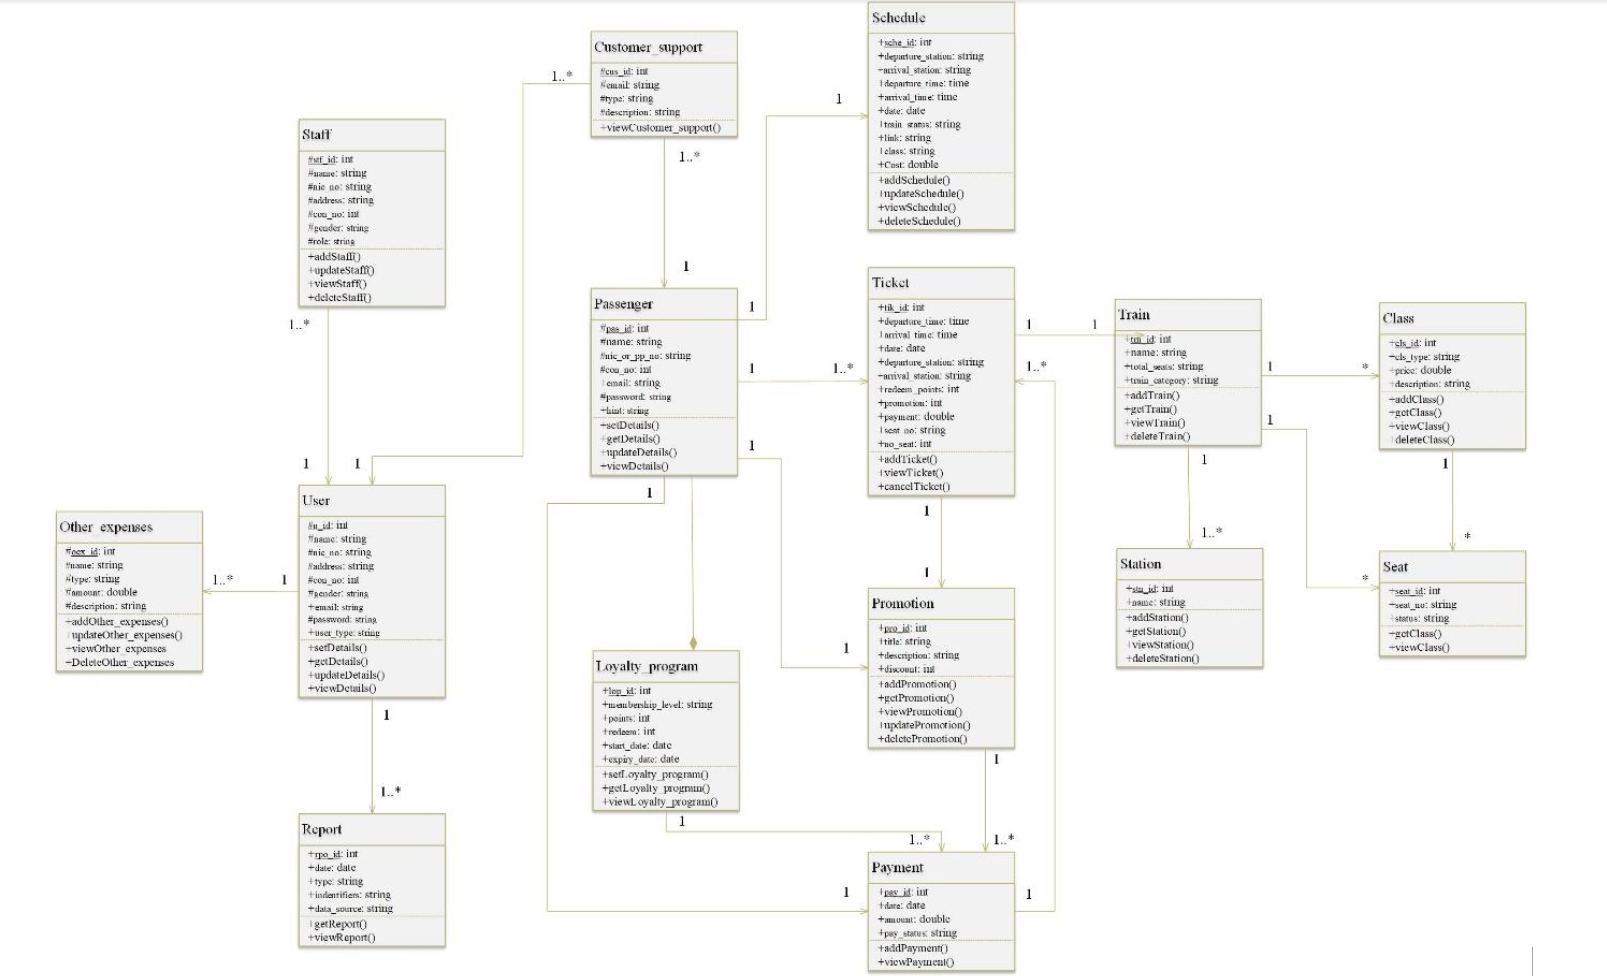 Schedule
+sche_id: int
+departure_station: string
+arrival_station: string
+departure_time: time
+arrival_time: time
+date: date
+train_status: string
+link: string
+class: string
+Cost: double
+addSchedule()
+updateSchedule()
+viewSchedule()
+deleteSchedule()
Customer_support
#cus_id: int
#email: string
#type: string
#description: string
+viewCustomer_support()
1..*
1
1..*
1
Staff
#stf_id: int
#name: string
#nic_no: string
#address: string
#con_no: int
#gender: string
#role: string
+addStaff()
+updateStaff()
+viewStaff()
+deleteStaff()
1..*
1
1
Passenger
#pas_id: int
#name: string
#nic_or_pp_no: string
#con_no: int
+email: string
#password: string
+hint: string
+setDetails()
+getDetails()
+updateDetails()
+viewDetails()
1
1
1..*
1
1
Ticket
+tik_id: int
+departure_time: time
+arrival_time: time
+date: date
+departure_station: string
+arrival_station: string
+redeem_points: int
+promotion: int
+payment: double
+seat_no: string
+no_seat: int
+addTicket()
+viewTicket()
+cancelTicket()
1
1
1..*
1
1
Train
+trn_id: int
+name: string
+total_seats: string
+train_category: string
+addTrain()
+getTrain()
+viewTrain()
+deleteTrain()
1
*
1
1
1..*
*
Class
+cls_id: int
+cls_type: string
+price: double
+description: string
+addClass()
+getClass()
+viewClass()
+deleteClass()
1
*
User
#u_id: int
#name: string
#nic_no: string
#address: string
#con_no: int
#gender: string
+email: string
#password: string
+user_type: string
+setDetails()
+getDetails()
+updateDetails()
+viewDetails()
1..*
1
1
1..*
Other_expenses
#oex_id: int
#name: string
#type: string
#amount: double
#description: string
+addOther_expenses()
+updateOther_expenses()
+viewOther_expenses
+DeleteOther_expenses
Station
+stn_id: int
+name: string
+addStation()
+getStation()
+viewStation()
+deleteStation()
Seat
+seat_id: int
+seat_no: string
+status: string
+getClass()
+viewClass()
Promotion
+pro_id: int
+title: string
+description: string
+discount: int
+addPromotion()
+getPromotion()
+viewPromotion()
+updatePromotion()
+deletePromotion()
1
1
1..*
Loyalty_program
+lop_id: int
+membership_level: string
+points: int
+redeem: int
+start_date: date
+expiry_date: date
+setLoyalty_program()
+getLoyalty_program()
+viewLoyalty_program()
1
1..*
Report
+rpo_id: int
+date: date
+type: string
+indentifiers: string
+data_source: string
+getReport()
+viewReport()
Payment
+pay_id: int
+date: date
+amount: double
+pay_status: string
+addPayment()
+viewPayment()
1
1